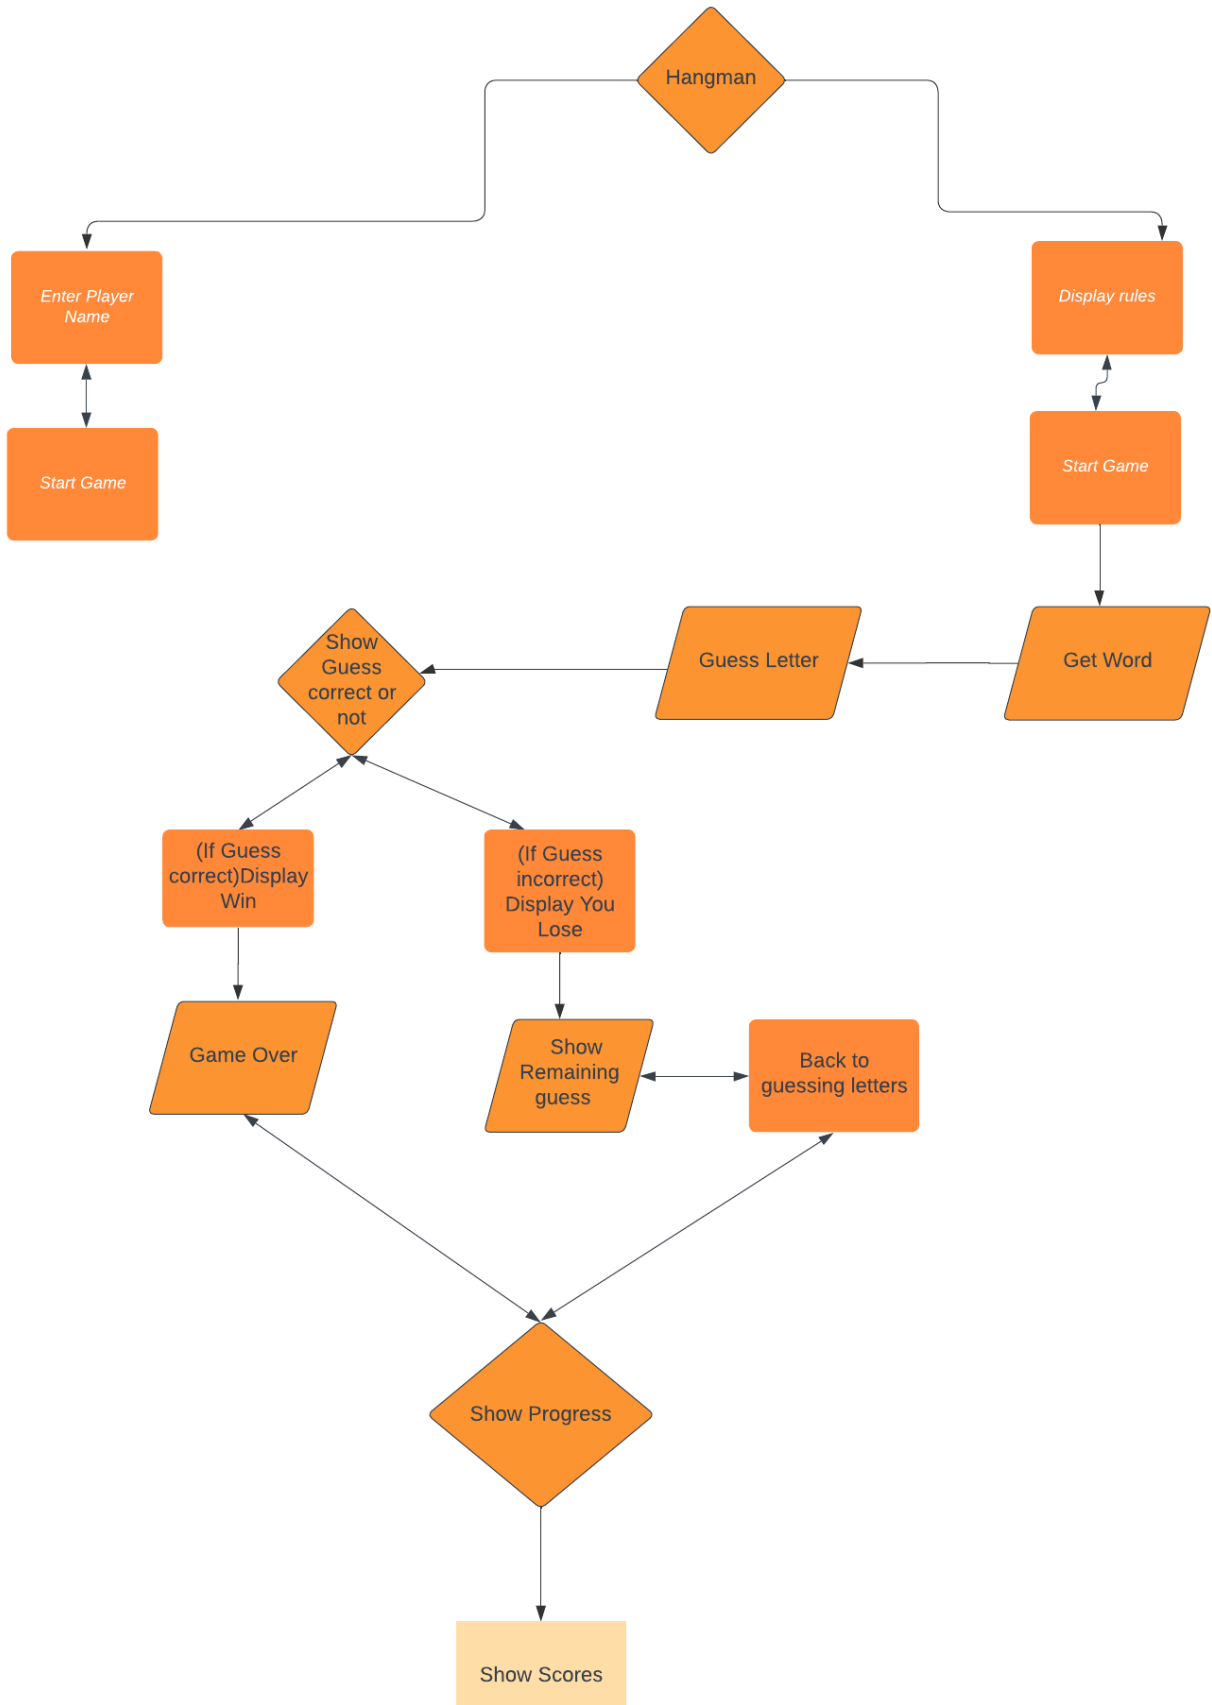 Hangman
Enter Player
Name
Display rules
Start Game
Start Game
Show
Guess
correct or
not
Guess Letter
Get Word
(If Guess
correct)Display
Win
(If Guess
incorrect)
Display You
Lose
Game Over
Show
Remaining
guess
Back to
guessing letters
Show Progress
Show Scores